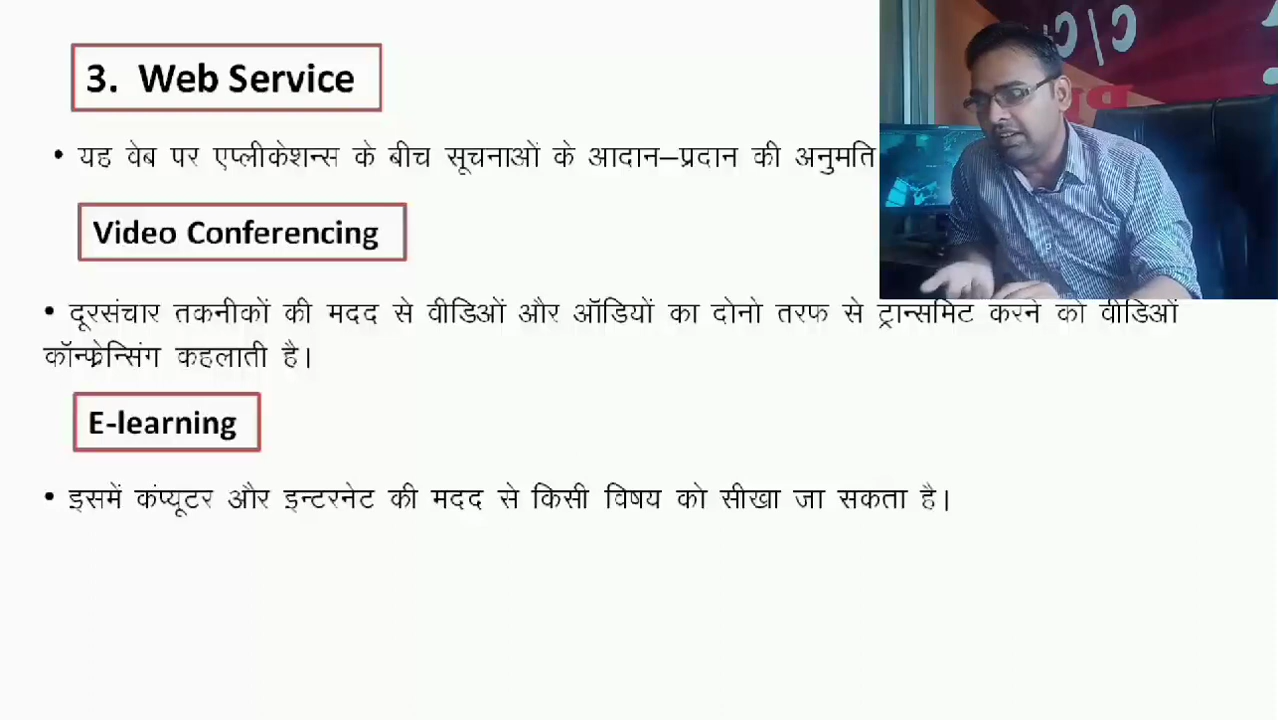 3. Web Service
• यह वेब पर एप्लीकेशन्स के बीच सूचनाओं के आदान–प्रदान की अनुमति
Video Conferencing
• दूरसंचार तकनीकों की मदद से वीडिओं और ऑडियों का दोनो तरफ से ट्रान्समिट करने को वीडिओं
कॉन्फ्रेन्सिंग कहलाती है।
E-learning
• इसमें कंप्यूटर और इन्टरनेट की मदद से किसी विषय को सीखा जा सकता है।